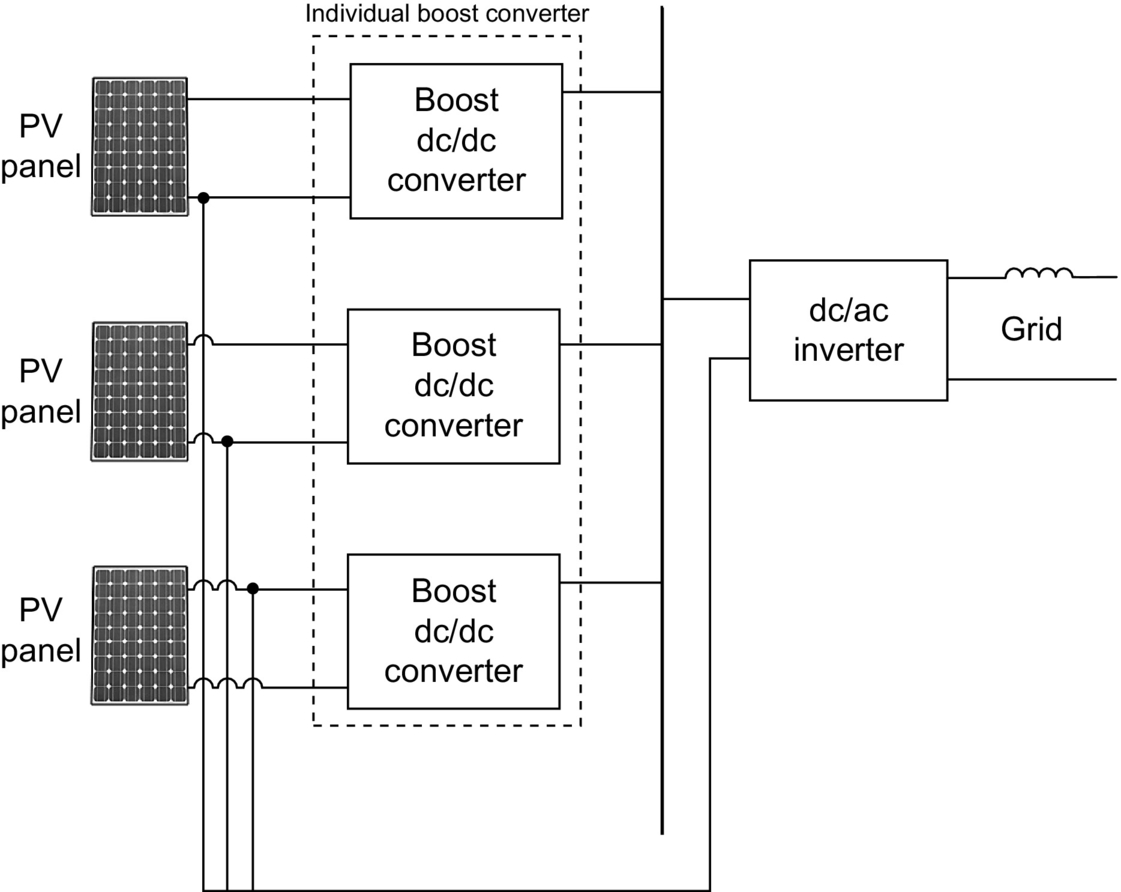 Individual boost converter
PV
panel
Boost
dc/dc
converter
PV
panel
Boost
dc/dc
converter
dc/ac
inverter
Grid
PV
panel
Boost
dc/dc
converter